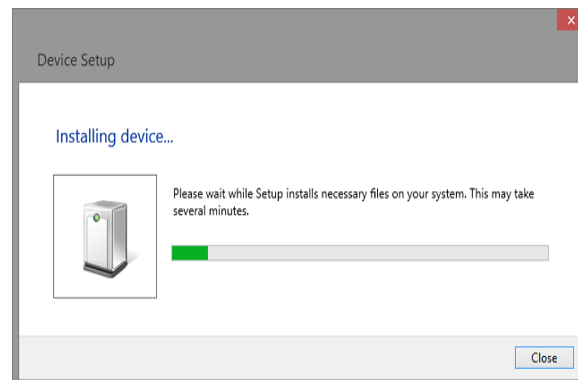 Device Setup
Installing device...
Please wait while Setup installs necessary files on your system. This may take
several minutes.
Close